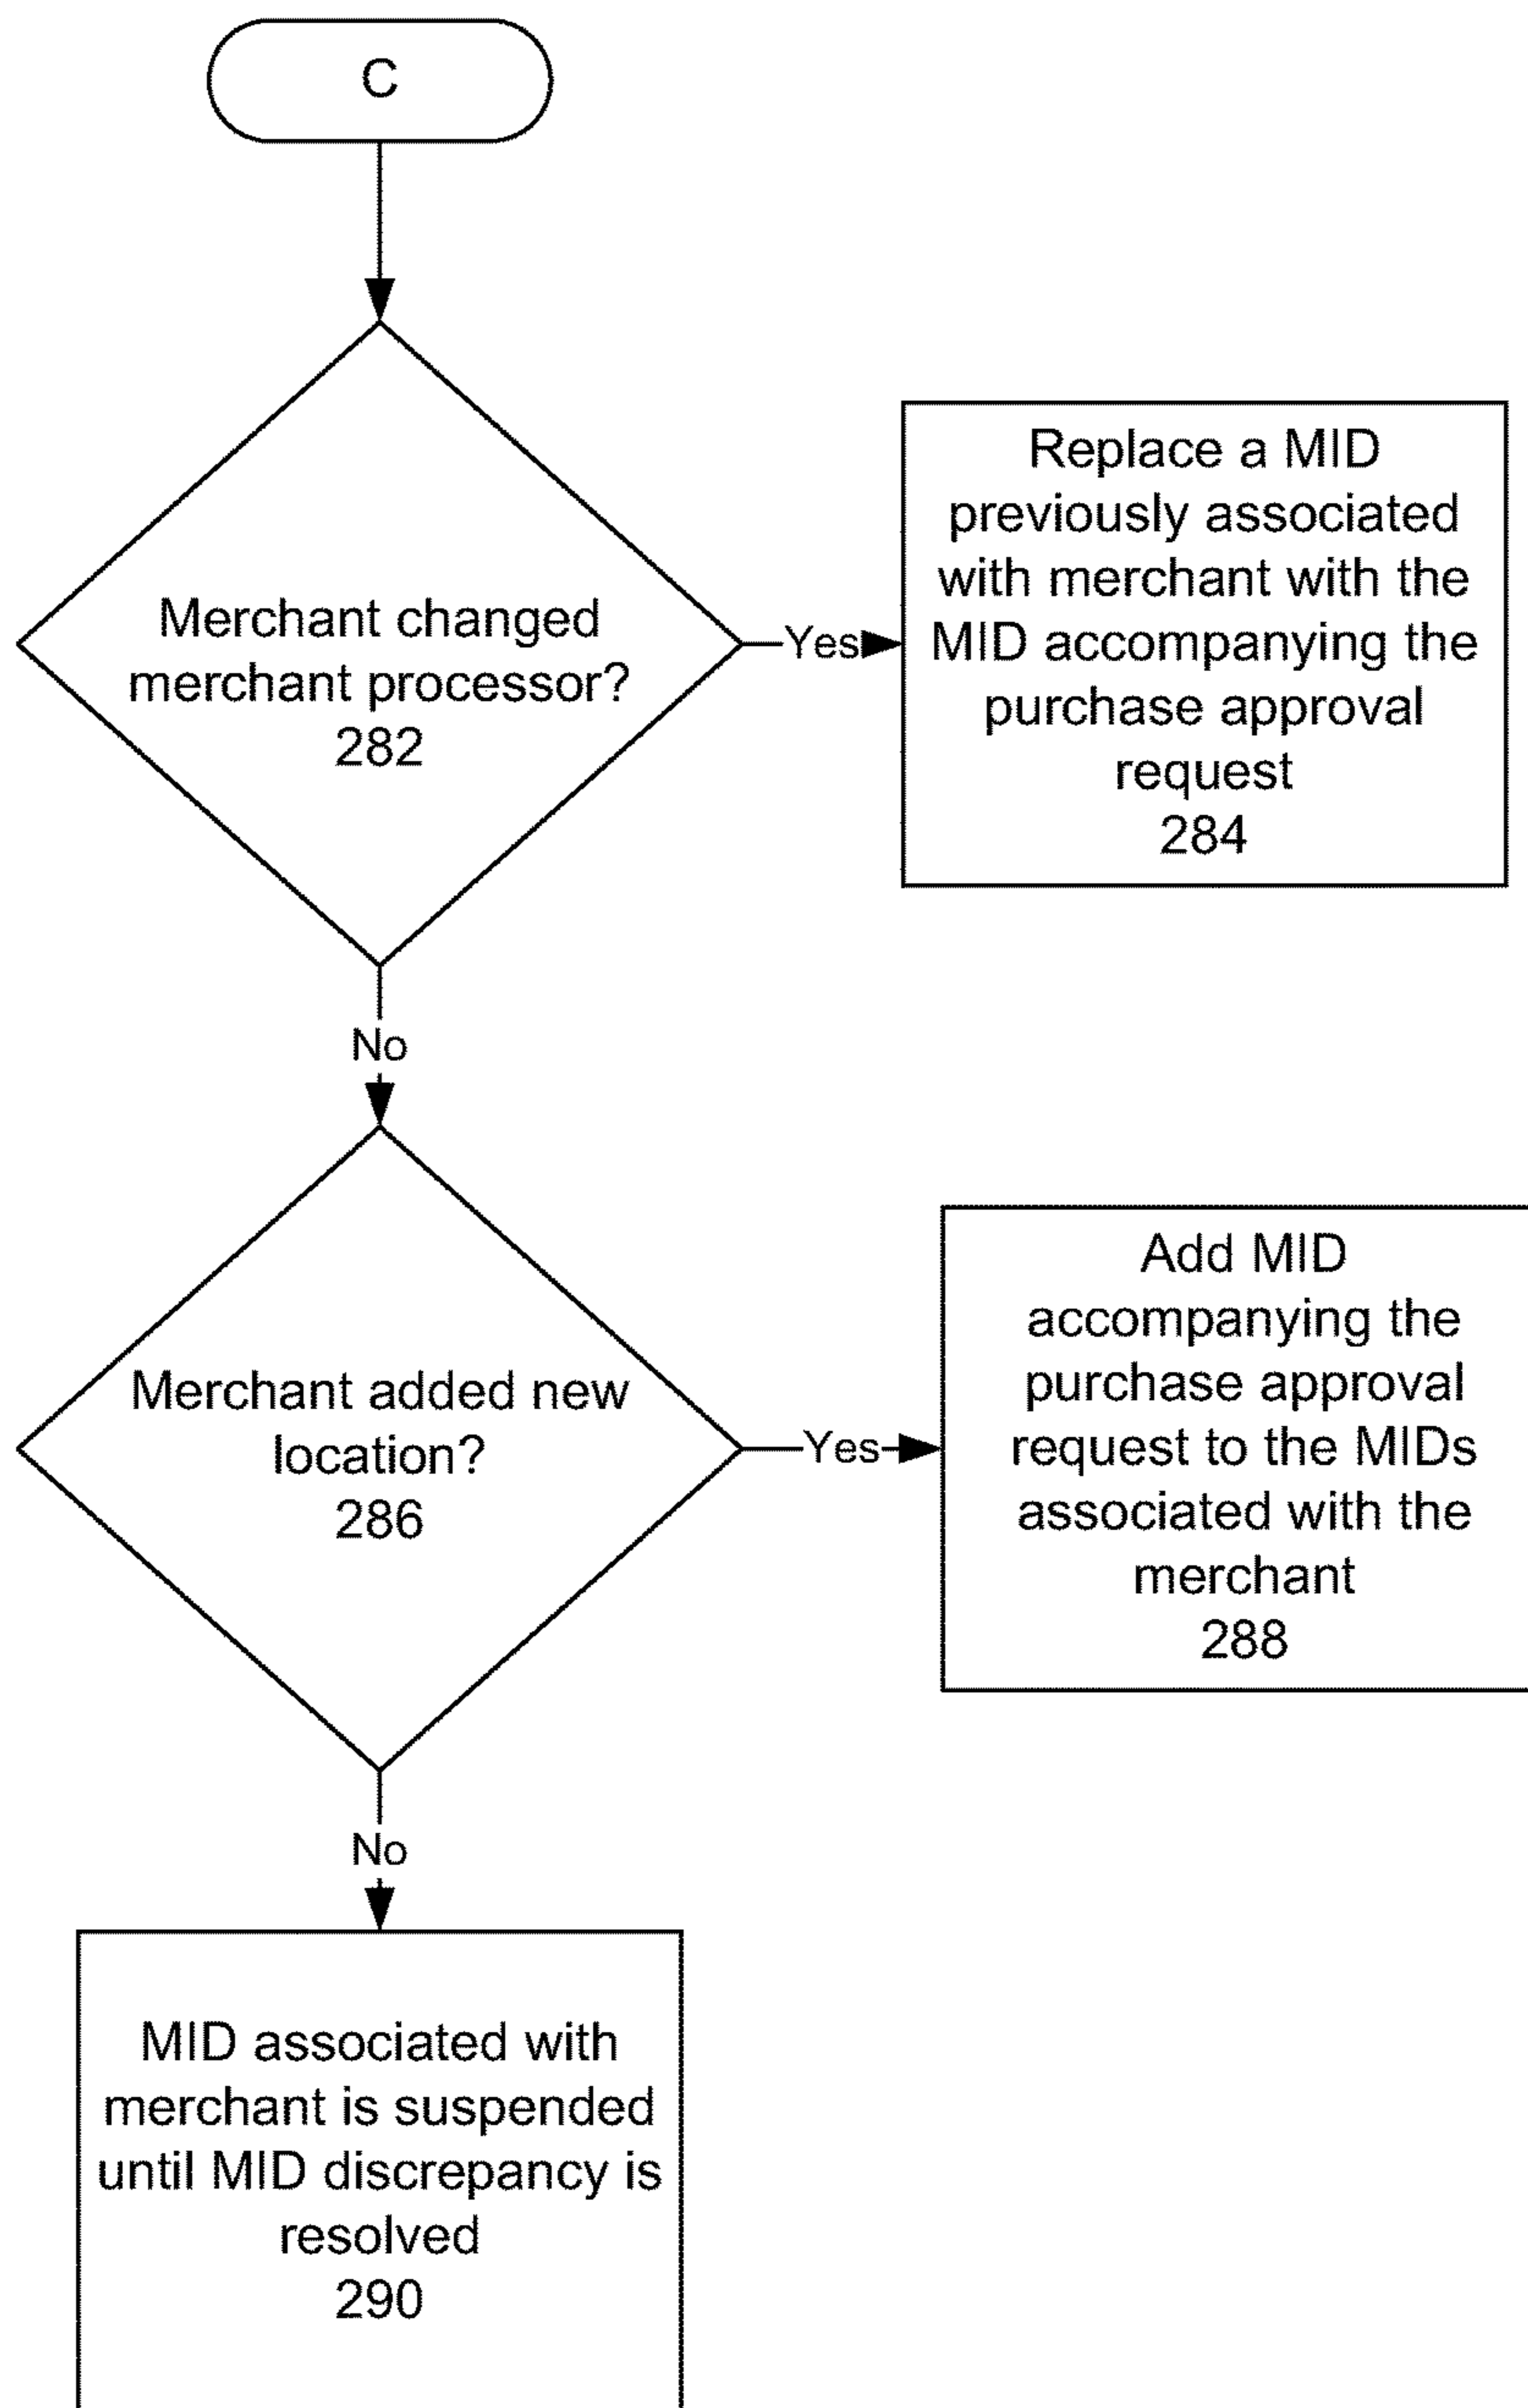 C
Merchant changed
merchant processor?
282
Yes
Replace a MID
previously associated
with merchant with the
MID accompanying the
purchase approval
request
284
No
Merchant added new
location?
286
Yes
Add MID
accompanying the
purchase approval
request to the MIDs
associated with the
merchant
288
No
MID associated with
merchant is suspended
until MID discrepancy is
resolved
290